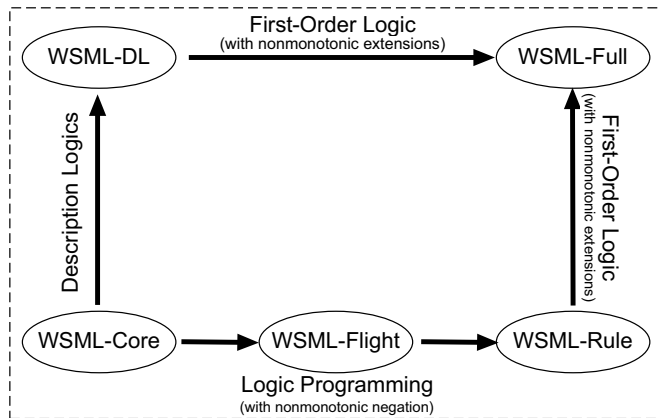 First-Order Logic
(with nonmonotonic extensions)
WSML-DL
WSML-Full
Description Logics
First-Order Logic
(with nonmonotonic extensions)
WSML-Core
WSML-Flight
WSML-Rule
Logic Programming
(with nonmonotonic negation)